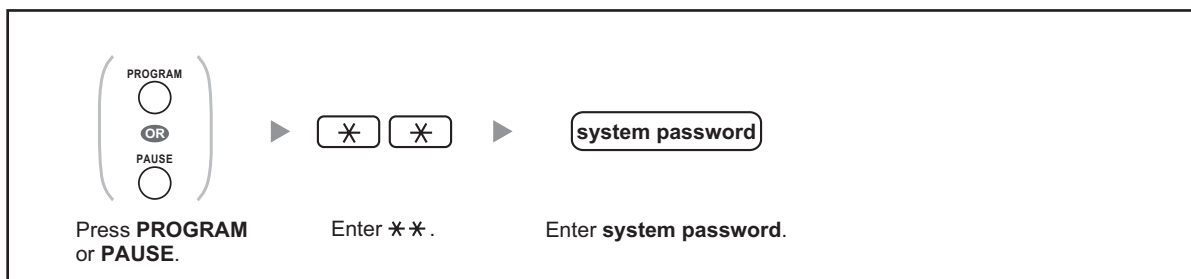 PROGRAM
OR
PAUSE
✳ ✳
system password
Press PROGRAM
or PAUSE.
Enter ✳✳.
Enter system password.